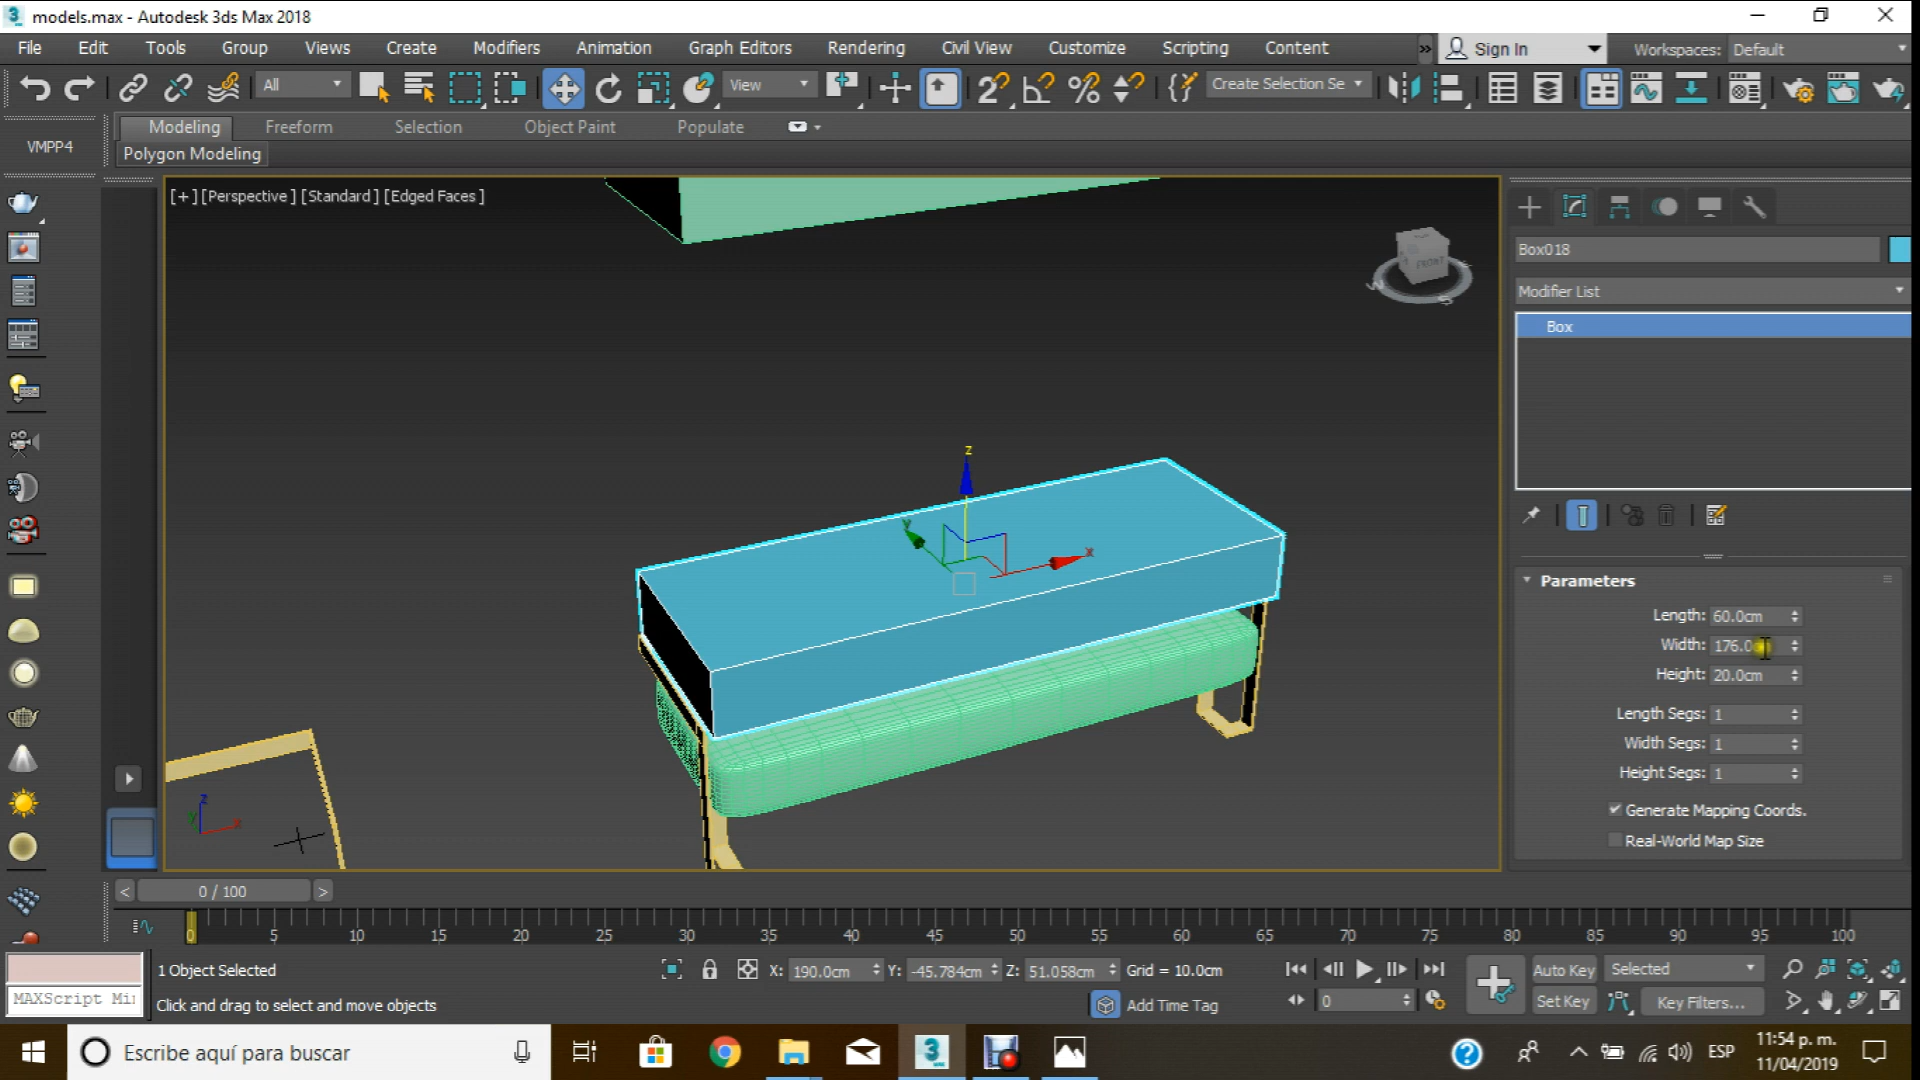 models.max - Autodesk 3ds Max 2018
File Edit Tools Group Views Create Modifiers Animation Graph Editors Rendering Civil View Customize Scripting Content » Sign In Workspaces: Default
All View Create Selection Se
Modeling Freeform Selection Object Paint Populate
VMPP4
Polygon Modeling
[+] [Perspective ] [Standard ] [Edged Faces ]
FRONT
W S
Box018
Modifier List
Box
z
y x
Parameters
Length: 60.0cm
Width: 176.0
Height: 20.0cm
Length Segs: 1
Width Segs: 1
Height Segs: 1
Generate Mapping Coords.
Real-World Map Size
z
y x
< 0 / 100 >
0 5 10 15 20 25 30 35 40 45 50 55 60 65 70 75 80 85 90 95 100
1 Object Selected X: 190.0cm Y: -45.784cm Z: 51.058cm Grid = 10.0cm Auto Key Selected
MAXScript Mi Click and drag to select and move objects Add Time Tag 0 Set Key Key Filters...
Escribe aquí para buscar ESP 11:54 p. m.
11/04/2019